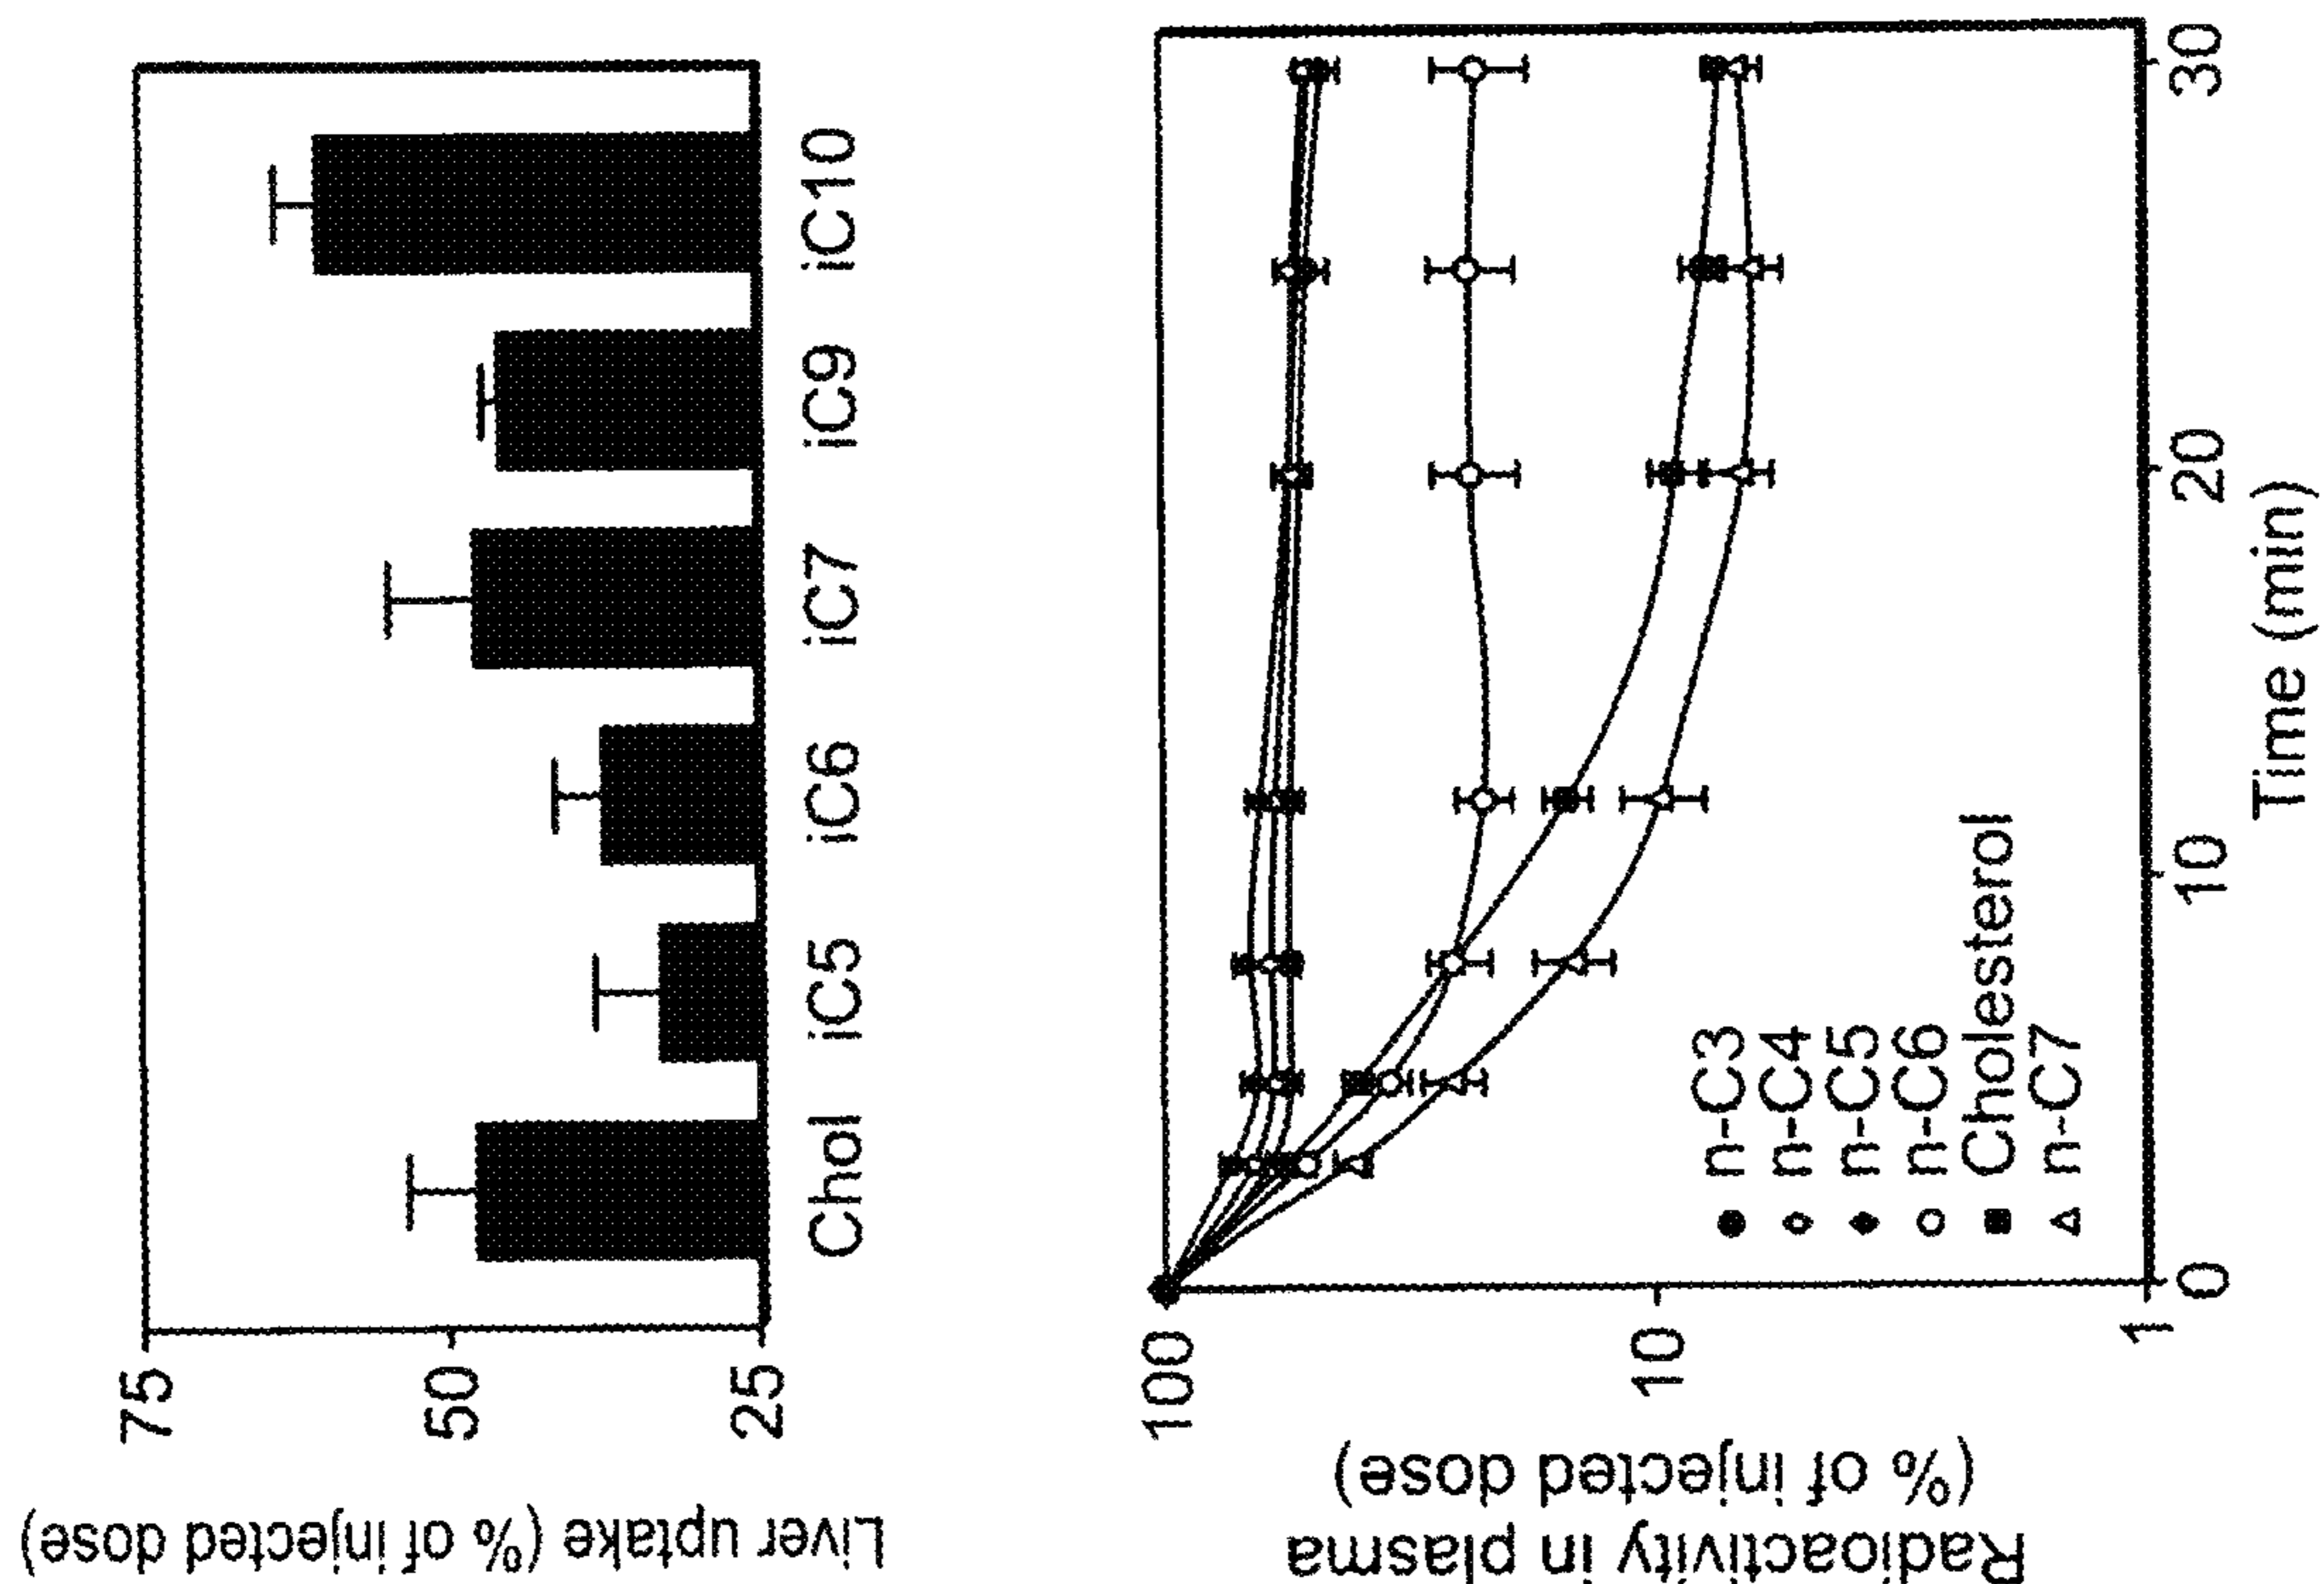 Liver uptake (% of injected dose)
75
50
25
Chol
iC5
iC6
iC7
iC9
iC10
Radioactivity in plasma
(% of injected dose)
100
10
1
n-C3
n-C4
n-C5
n-C6
Cholesterol
n-C7
0
10
20
30
Time (min)